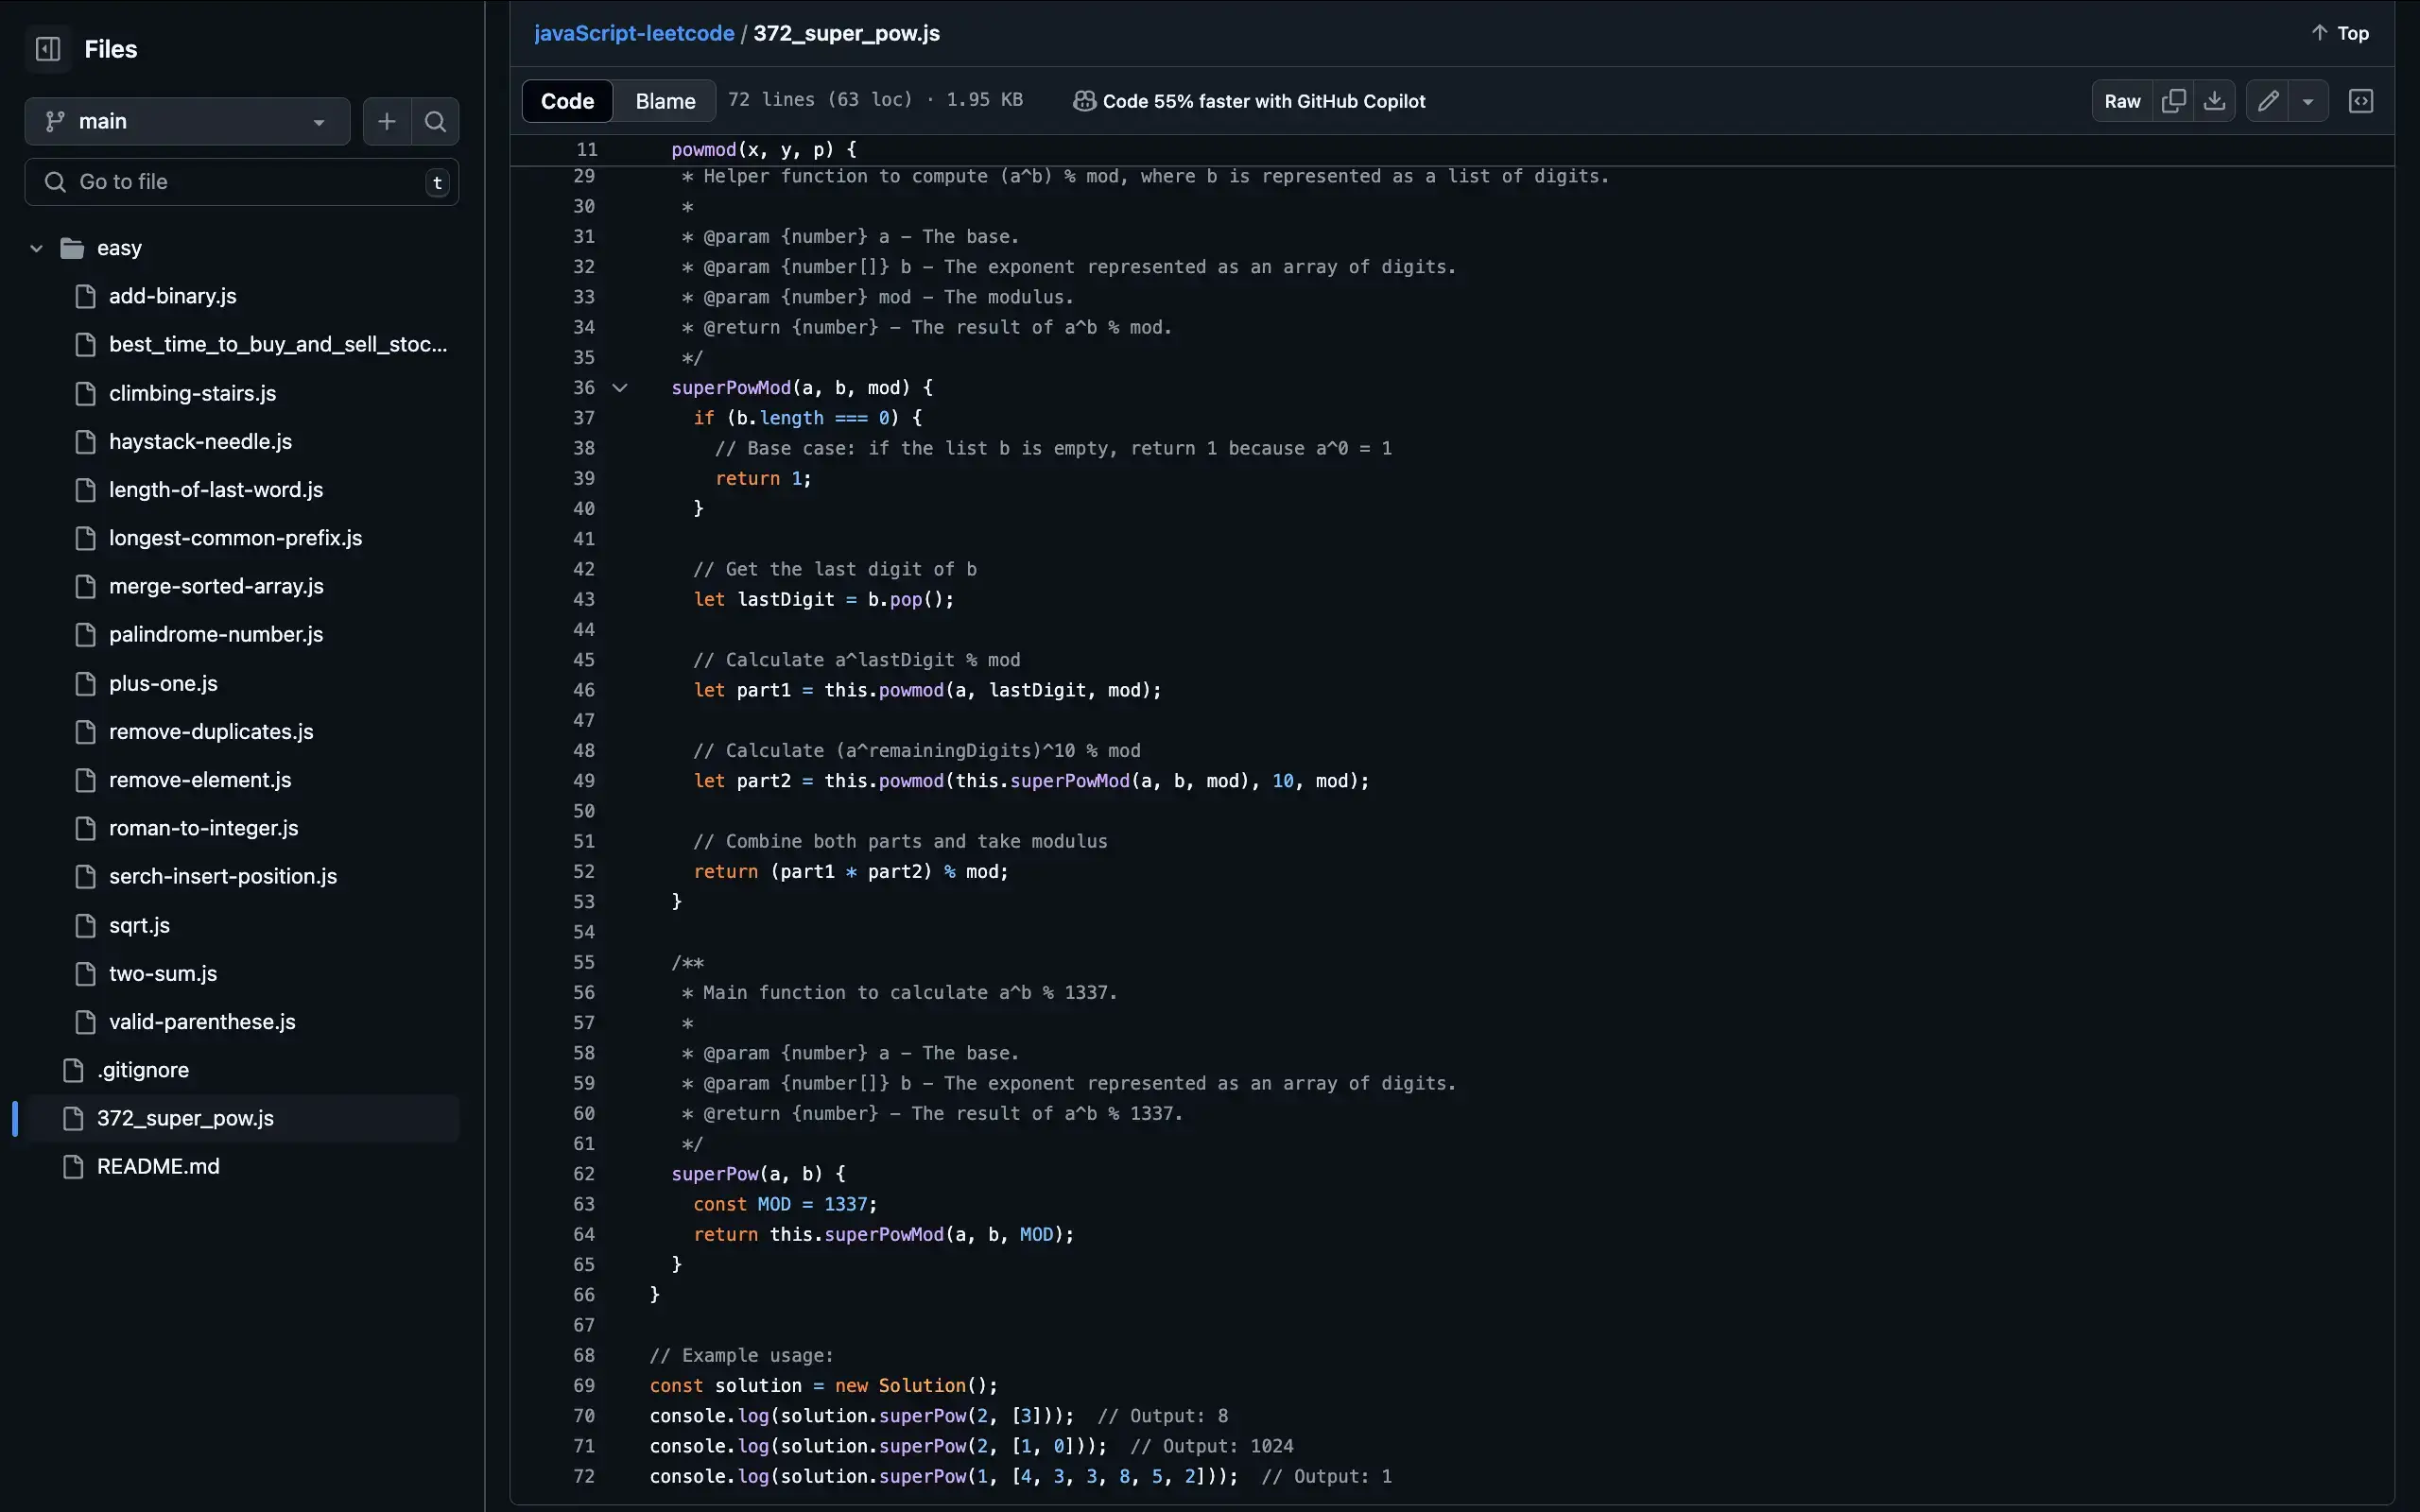 Files
main
Go to file
t
easy
add-binary.js
best_time_to_buy_and_sell_stoc...
climbing-stairs.js
haystack-needle.js
length-of-last-word.js
longest-common-prefix.js
merge-sorted-array.js
palindrome-number.js
plus-one.js
remove-duplicates.js
remove-element.js
roman-to-integer.js
serch-insert-position.js
sqrt.js
two-sum.js
valid-parenthese.js
.gitignore
372_super_pow.js
README.md
javaScript-leetcode / 372_super_pow.js
Top
Code Blame 72 lines (63 loc) · 1.95 KB Code 55% faster with GitHub Copilot Raw
11 powmod(x, y, p) {
29 * Helper function to compute (a^b) % mod, where b is represented as a list of digits.
30 *
31 * @param {number} a - The base.
32 * @param {number[]} b - The exponent represented as an array of digits.
33 * @param {number} mod - The modulus.
34 * @return {number} - The result of a^b % mod.
35 */
36 superPowMod(a, b, mod) {
37 if (b.length === 0) {
38 // Base case: if the list b is empty, return 1 because a^0 = 1
39 return 1;
40 }
41
42 // Get the last digit of b
43 let lastDigit = b.pop();
44
45 // Calculate a^lastDigit % mod
46 let part1 = this.powmod(a, lastDigit, mod);
47
48 // Calculate (a^remainingDigits)^10 % mod
49 let part2 = this.powmod(this.superPowMod(a, b, mod), 10, mod);
50
51 // Combine both parts and take modulus
52 return (part1 * part2) % mod;
53 }
54
55 /**
56 * Main function to calculate a^b % 1337.
57 *
58 * @param {number} a - The base.
59 * @param {number[]} b - The exponent represented as an array of digits.
60 * @return {number} - The result of a^b % 1337.
61 */
62 superPow(a, b) {
63 const MOD = 1337;
64 return this.superPowMod(a, b, MOD);
65 }
66 }
67
68 // Example usage:
69 const solution = new Solution();
70 console.log(solution.superPow(2, [3])); // Output: 8
71 console.log(solution.superPow(2, [1, 0])); // Output: 1024
72 console.log(solution.superPow(1, [4, 3, 3, 8, 5, 2])); // Output: 1